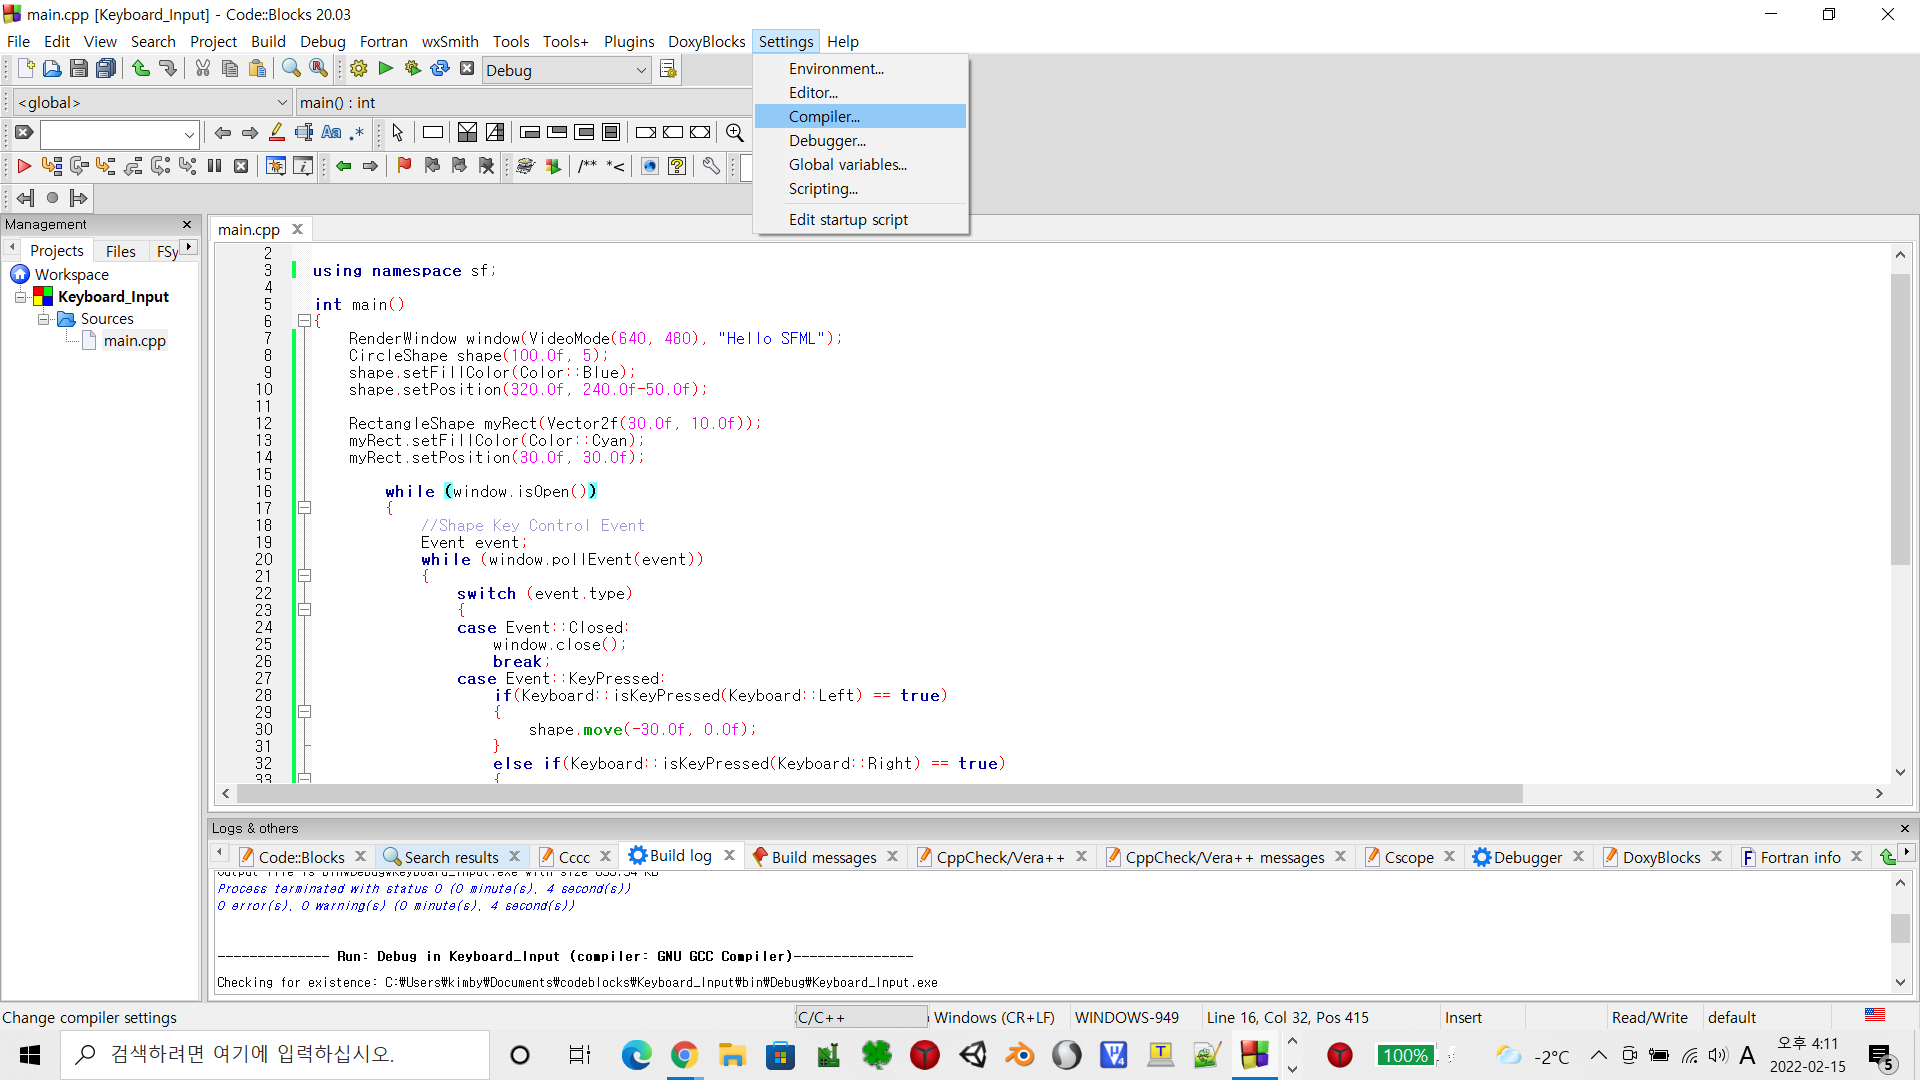 main.cpp [Keyboard_Input] - Code::Blocks 20.03
File Edit View Search Project Build Debug Fortran wxSmith Tools Tools+ Plugins DoxyBlocks Settings Help
Debug
Environment...
Editor...
Compiler...
Debugger...
Global variables...
Scripting...
Edit startup script
<global>
main() : int
Aa .*
/** *<
Management
Projects Files FSy
Workspace
Keyboard_Input
Sources
main.cpp
main.cpp
2
3 using namespace sf;
4
5 int main()
6 {
7 RenderWindow window(VideoMode(640, 480), "Hello SFML");
8 CircleShape shape(100.0f, 5);
9 shape.setFillColor(Color::Blue);
10 shape.setPosition(320.0f, 240.0f-50.0f);
11
12 RectangleShape myRect(Vector2f(30.0f, 10.0f));
13 myRect.setFillColor(Color::Cyan);
14 myRect.setPosition(30.0f, 30.0f);
15
16 while (window.isOpen())
17 {
18 //Shape Key Control Event
19 Event event;
20 while (window.pollEvent(event))
21 {
22 switch (event.type)
23 {
24 case Event::Closed:
25 window.close();
26 break;
27 case Event::KeyPressed:
28 if(Keyboard::isKeyPressed(Keyboard::Left) == true)
29 {
30 shape.move(-30.0f, 0.0f);
31 }
32 else if(Keyboard::isKeyPressed(Keyboard::Right) == true)
33 {
Logs & others
Code::Blocks Search results Cccc Build log Build messages CppCheck/Vera++ CppCheck/Vera++ messages Cscope Debugger DoxyBlocks Fortran info
Output file is bin₩Debug₩Keyboard_Input.exe with size
Process terminated with status 0 (0 minute(s), 4 second(s))
0 error(s), 0 warning(s) (0 minute(s), 4 second(s))
-------------- Run: Debug in Keyboard_Input (compiler: GNU GCC Compiler)---------------
Checking for existence: C:₩Users₩kimby₩Documents₩codeblocks₩Keyboard_Input₩bin₩Debug₩Keyboard_Input.exe
Change compiler settings
C/C++
Windows (CR+LF)
WINDOWS-949
Line 16, Col 32, Pos 415
Insert
Read/Write
default
검색하려면 여기에 입력하십시오.
100%
-2°C
A
오후 4:11
2022-02-15
5